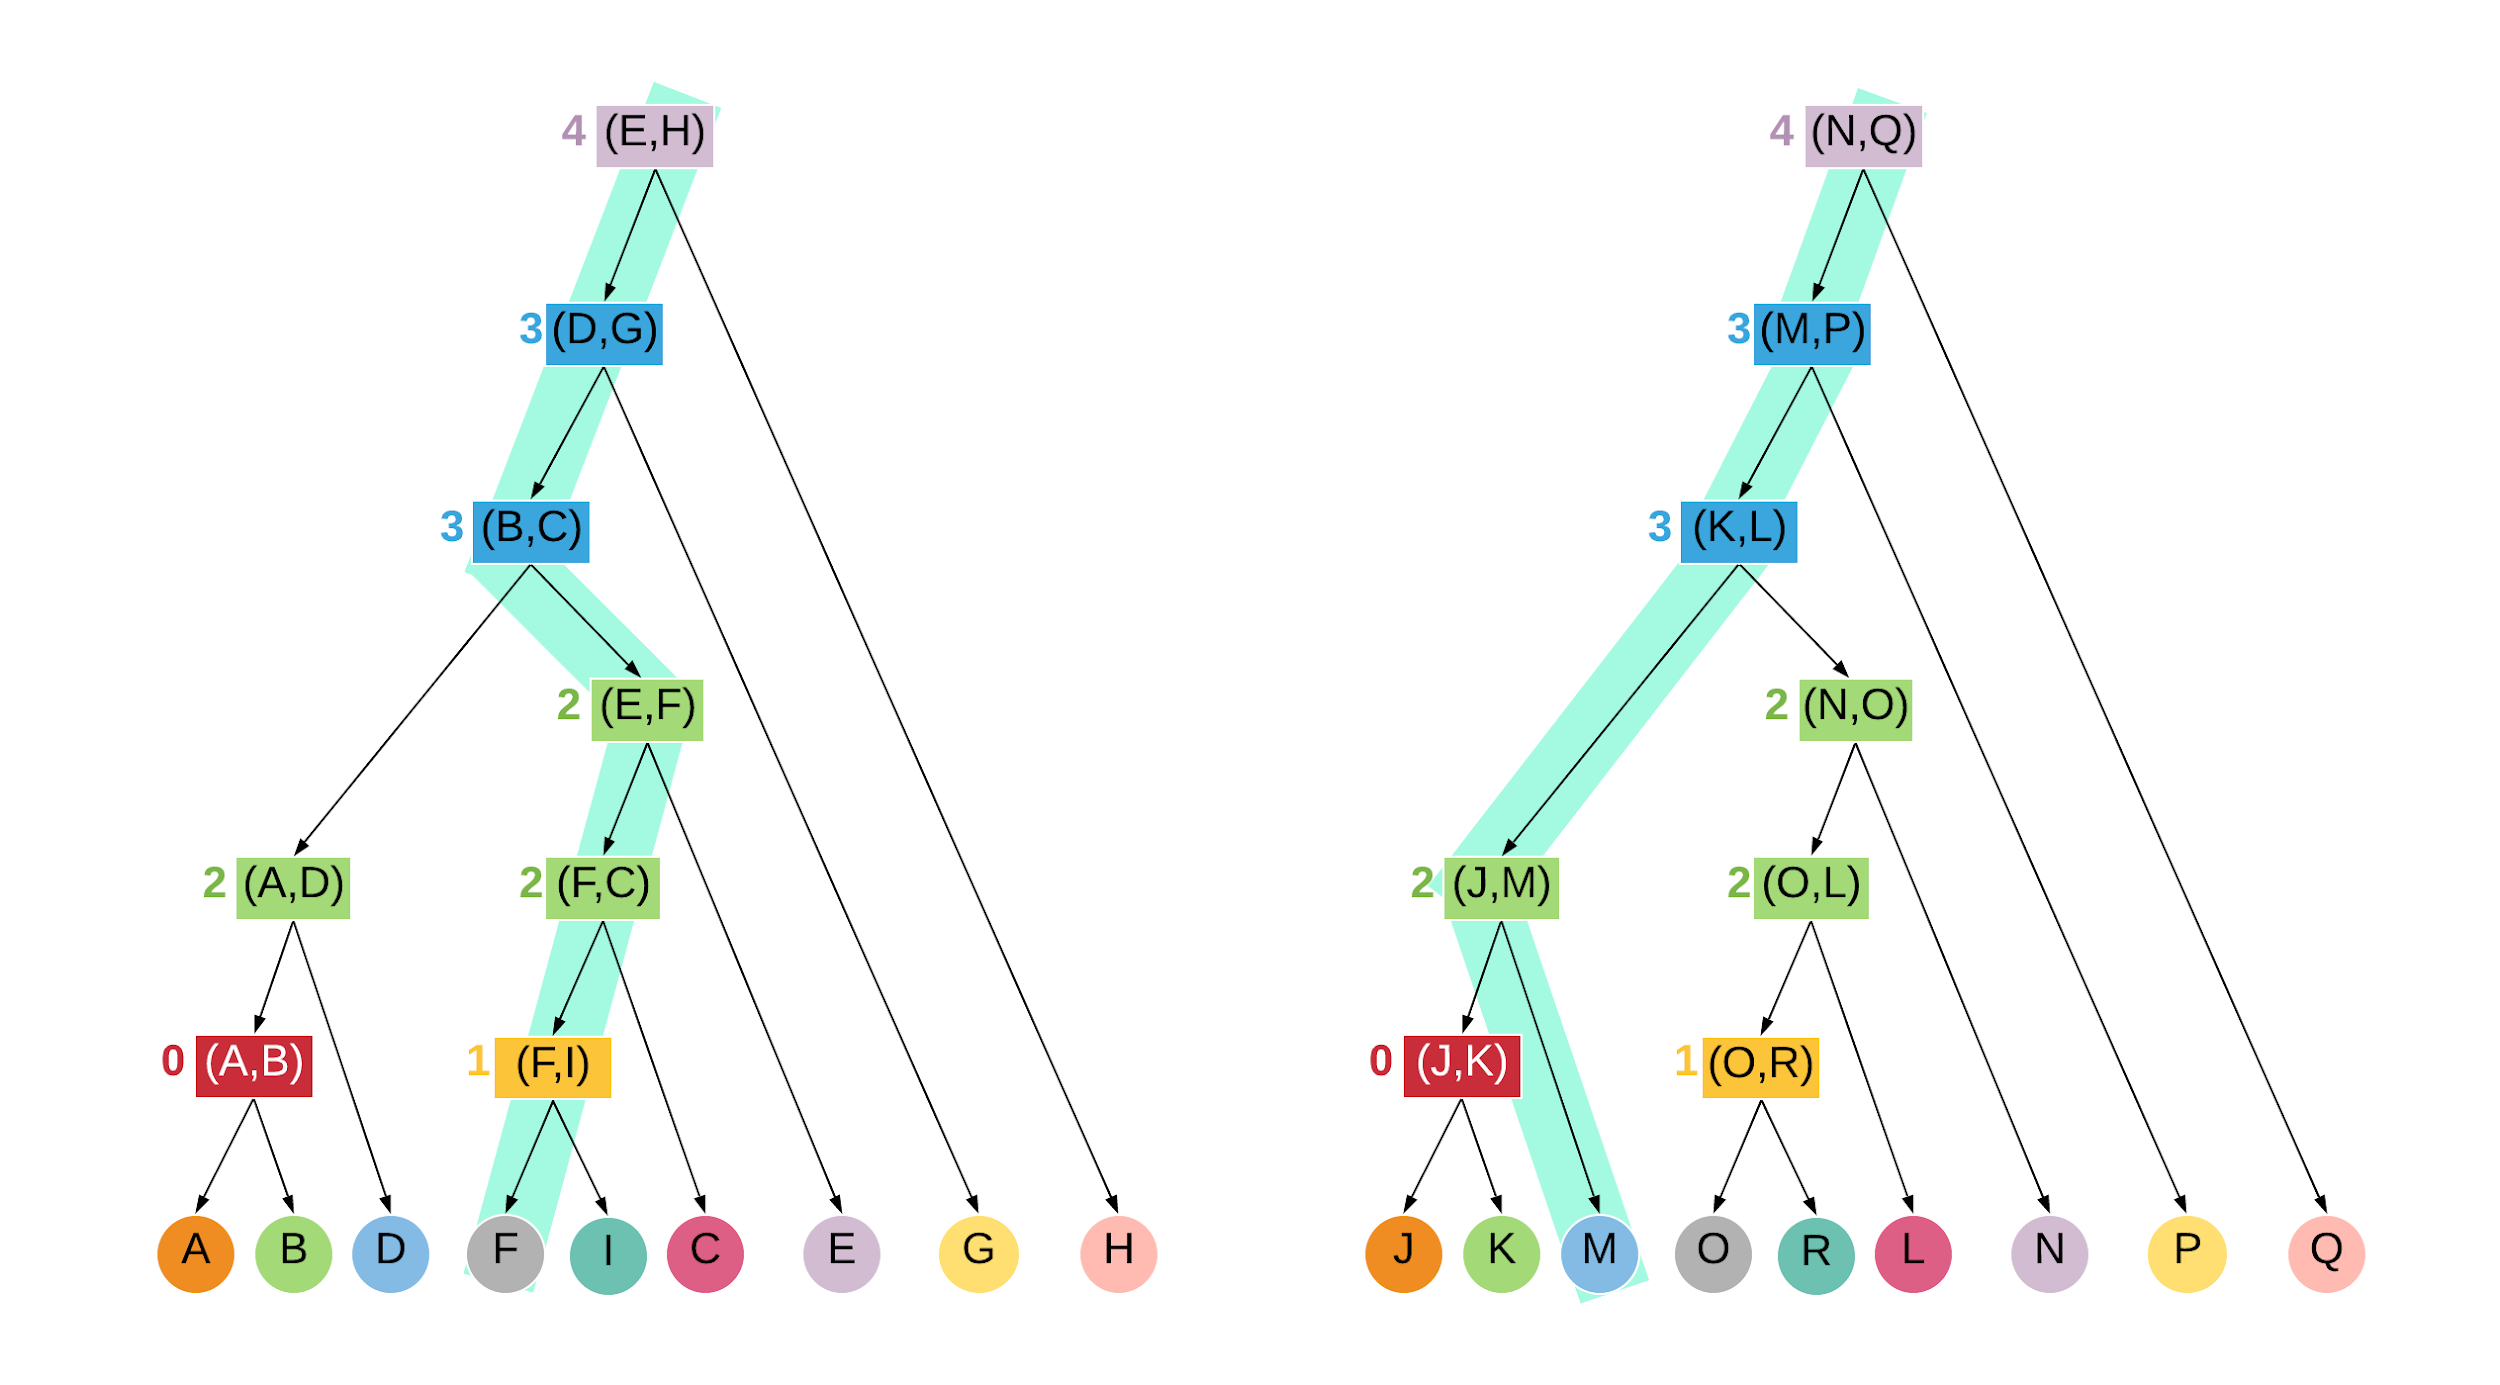 4 (E,H) 4 (N,Q)
3 (D,G) 3 (M,P)
3 (B,C) 3 (K,L)
2 (E,F) 2 (N,O)
2 (A,D) 2 (F,C) 2 (J,M) 2 (O,L)
0 (A,B) 1 (F,I) 0 (J,K) 1 (O,R)
A B D F I C E G H J K M O R L N P Q